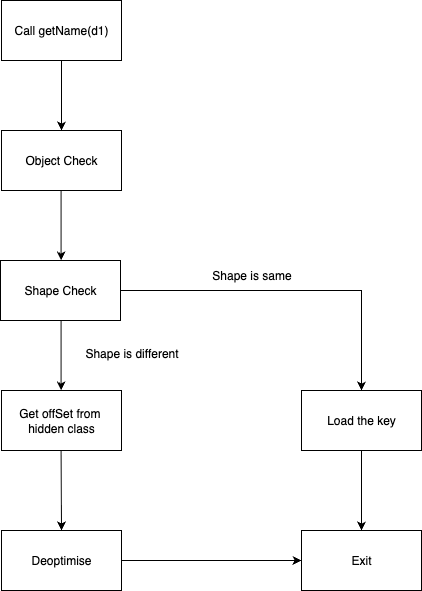 Call getName(d1)
Object Check
Shape Check
Shape is same
Shape is different
Get offSet from
hidden class
Load the key
Deoptimise
Exit